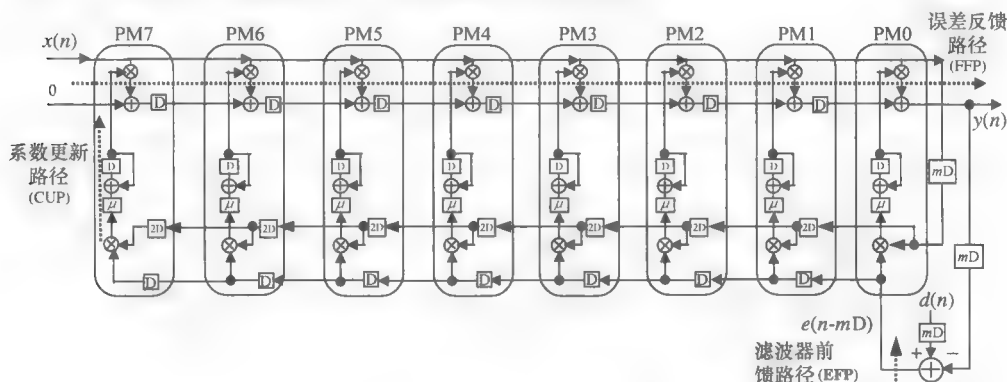 PM7 PM6 PM5 PM4 PM3 PM2 PM1 PM0
误差反馈
路径
(FFP)
x(n)
0
D D D D D D D
y(n)
系数更新
路径
(CUP)
D D D D D D D D
mD
μ μ μ μ μ μ μ μ
2D 2D 2D 2D 2D 2D 2D
mD
D D D D D D D
d(n)
e(n-mD)
mD
滤波器前
馈路径(EFP)
+ −